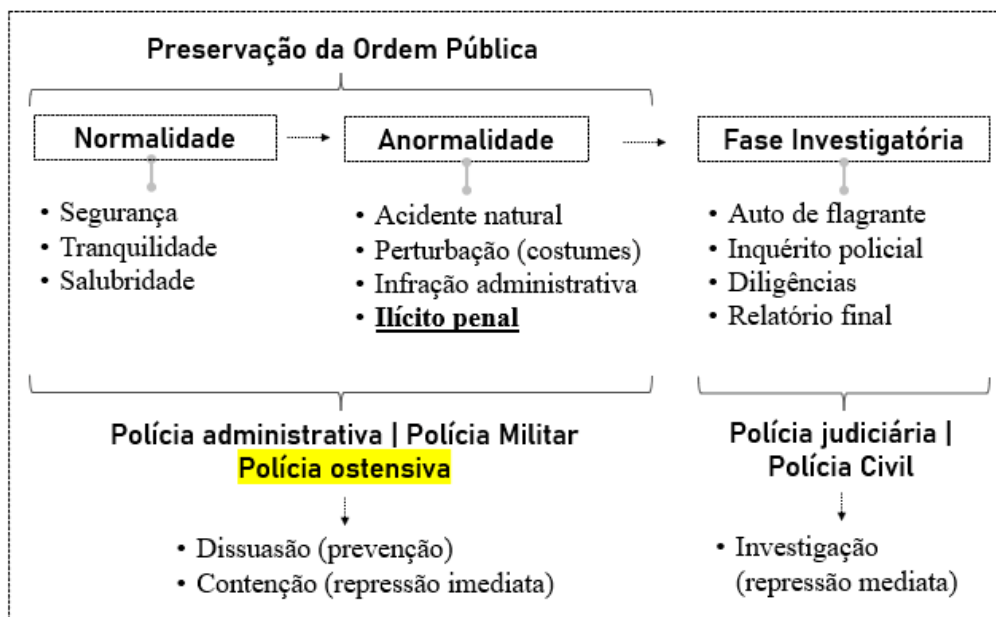 Preservação da Ordem Pública
Normalidade
• Segurança
• Tranquilidade
• Salubridade
Anormalidade
• Acidente natural
• Perturbação (costumes)
• Infração administrativa
• Ilícito penal
Fase Investigatória
• Auto de flagrante
• Inquérito policial
• Diligências
• Relatório final
Polícia administrativa | Polícia Militar
Polícia ostensiva
• Dissuasão (prevenção)
• Contenção (repressão imediata)
Polícia judiciária |
Polícia Civil
• Investigação
(repressão mediata)